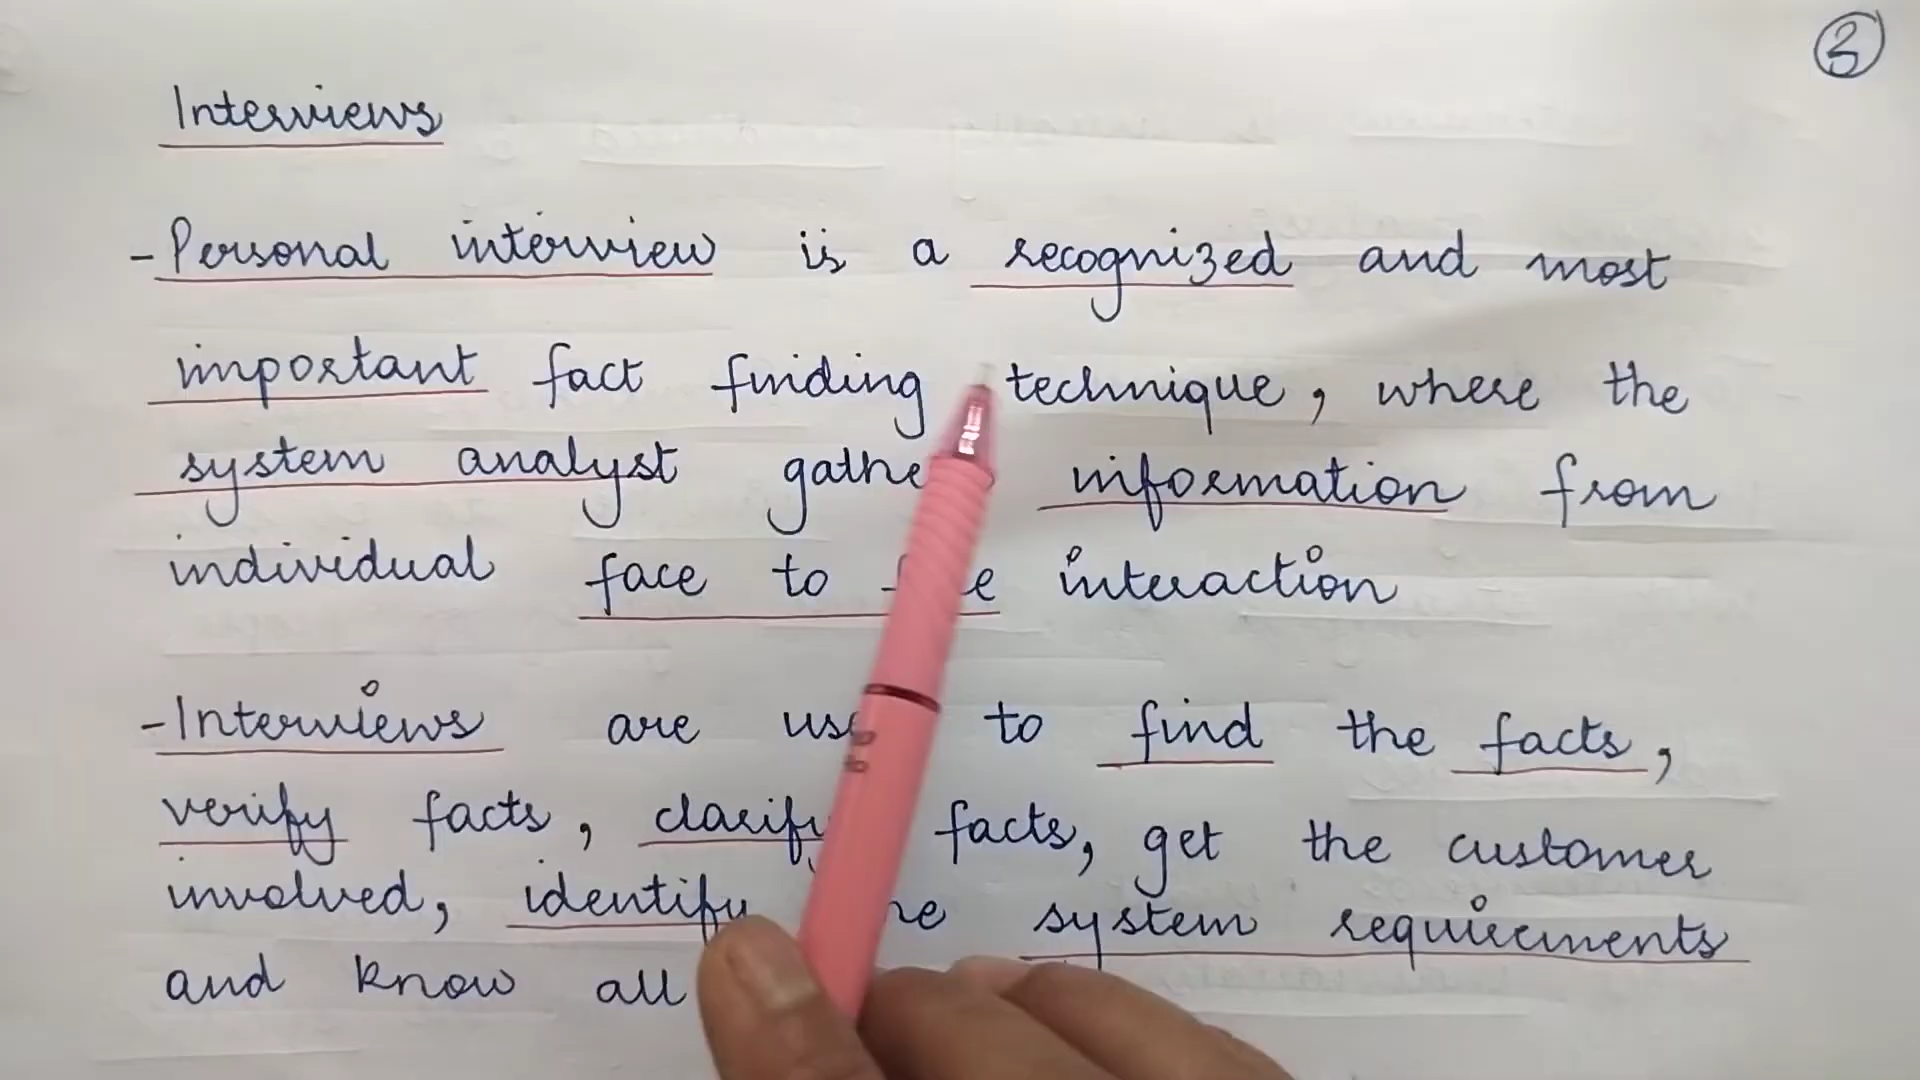 3
Interviews
- Personal interview is a recognized and most
important fact finding technique, where the
system analyst gathe information from
individual face to interaction
- Interviews are to find the facts,
verify facts, clarify facts, get the customer
involved, identify system requirements
and know all